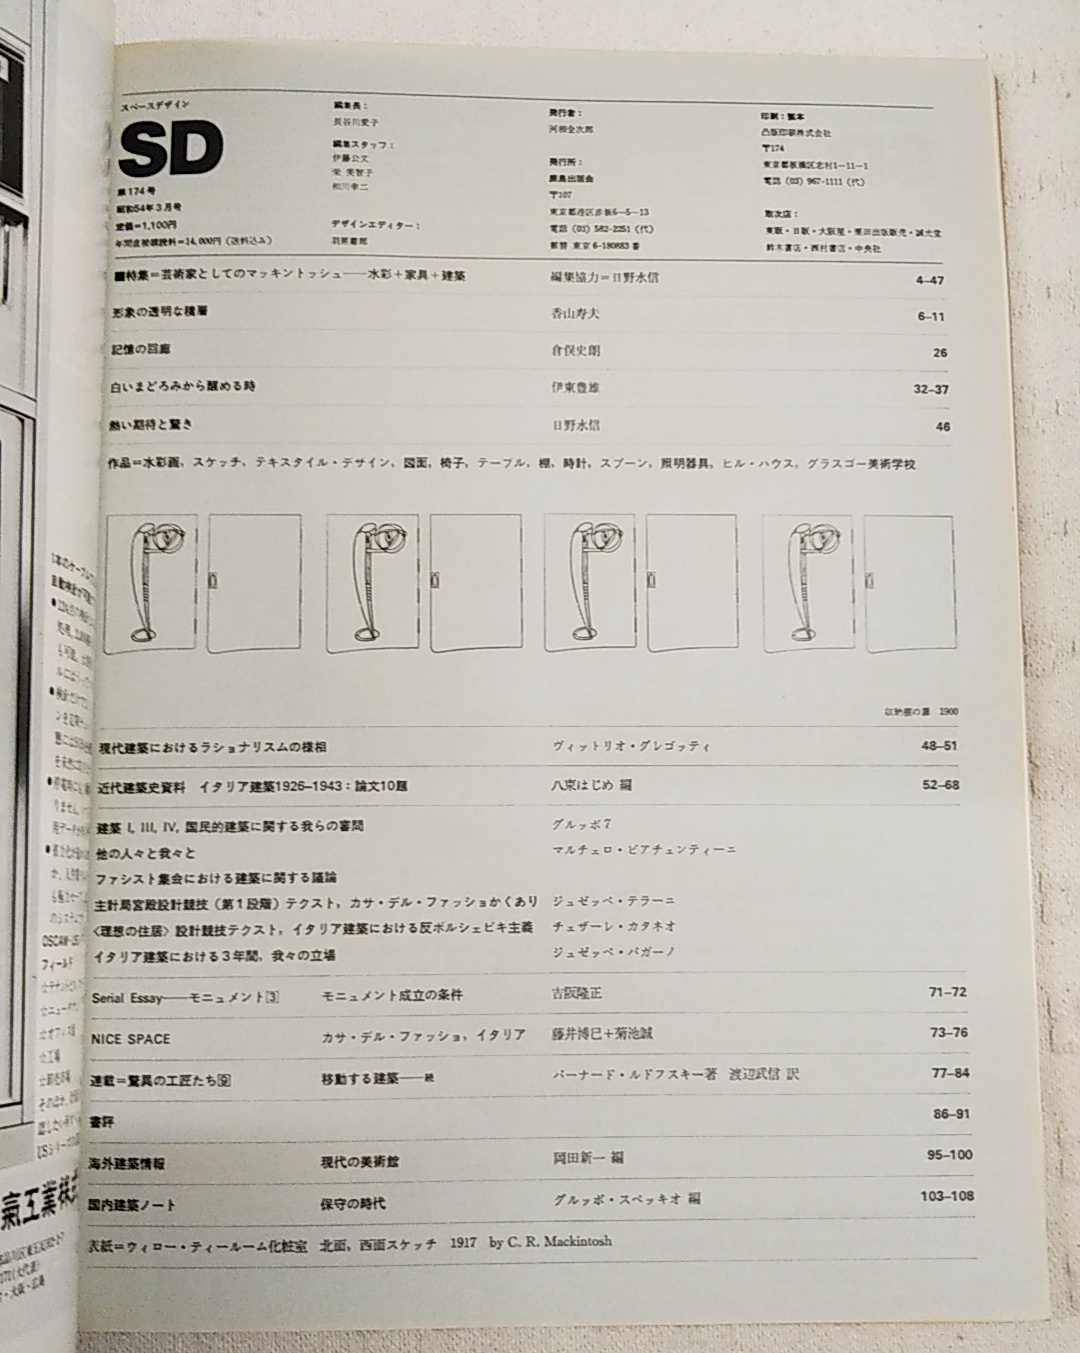 スペースデザイン
SD
第174号
昭和54年3月号
定価=1,100円
年間直接購読料=14,000円（送料込み）
編集長：
長谷川愛子
編集スタッフ：
伊藤公文
栄 美智子
相川幸二
デザインエディター：
発行者：
河相全次郎
発行所：
鹿島出版会
〒107
東京都港区赤坂6—5—13
電話 (03) 582-2251（代）
振替 東京 6-180883 番
印刷：製本
凸版印刷株式会社
〒174
東京都板橋区志村1—11—1
電話 (03) 967-1111（代）
取次店：
東販・日販・大阪屋・栗田出版販売・誠光堂
鈴木書店・西村書店・中央社
■特集=芸術家としてのマッキントッシュ——水彩＋家具＋建築 編集協力=日野水信 4–47
形象の透明な積層 香山寿夫 6–11
記憶の回廊 倉俣史朗 26
白いまどろみから醒める時 伊東豊雄 32–37
熱い期待と驚き 日野水信 46
作品=水彩画，スケッチ，テキスタイル・デザイン，図面，椅子，テーブル，棚，時計，スプーン，照明器具，ヒル・ハウス，グラスゴー美術学校
収納棚の扉 1900
現代建築におけるラショナリスムの様相 ヴィットリオ・グレゴッティ 48–51
近代建築史資料 イタリア建築1926–1943：論文10題 八束はじめ 編 52–68
建築 I, III, IV, 国民的建築に関する我らの審問 グルッポ7
他の人々と我々と マルチェロ・ピアチェンティーニ
ファシスト集会における建築に関する議論
主計局宮殿設計競技（第1段階）テクスト，カサ・デル・ファッショかくあり ジュゼッペ・テラーニ
〈理想の住居〉設計競技テクスト，イタリア建築における反ボルシェビキ主義 チェザーレ・カタネオ
イタリア建築における3年間，我々の立場 ジュゼッペ・パガーノ
Serial Essay——モニュメント[3] モニュメント成立の条件 吉阪隆正 71–72
NICE SPACE カサ・デル・ファッショ，イタリア 藤井博巳＋菊池誠 73–76
連載=驚異の工匠たち[9] 移動する建築——続 バーナード・ルドフスキー著 渡辺武信 訳 77–84
書評 86–91
海外建築情報 現代の美術館 岡田新一 編 95–100
国内建築ノート 保守の時代 グルッポ・スペッキオ 編 103–108
表紙=ウィロー・ティールーム化粧室 北面，西面スケッチ 1917 by C. R. Mackintosh